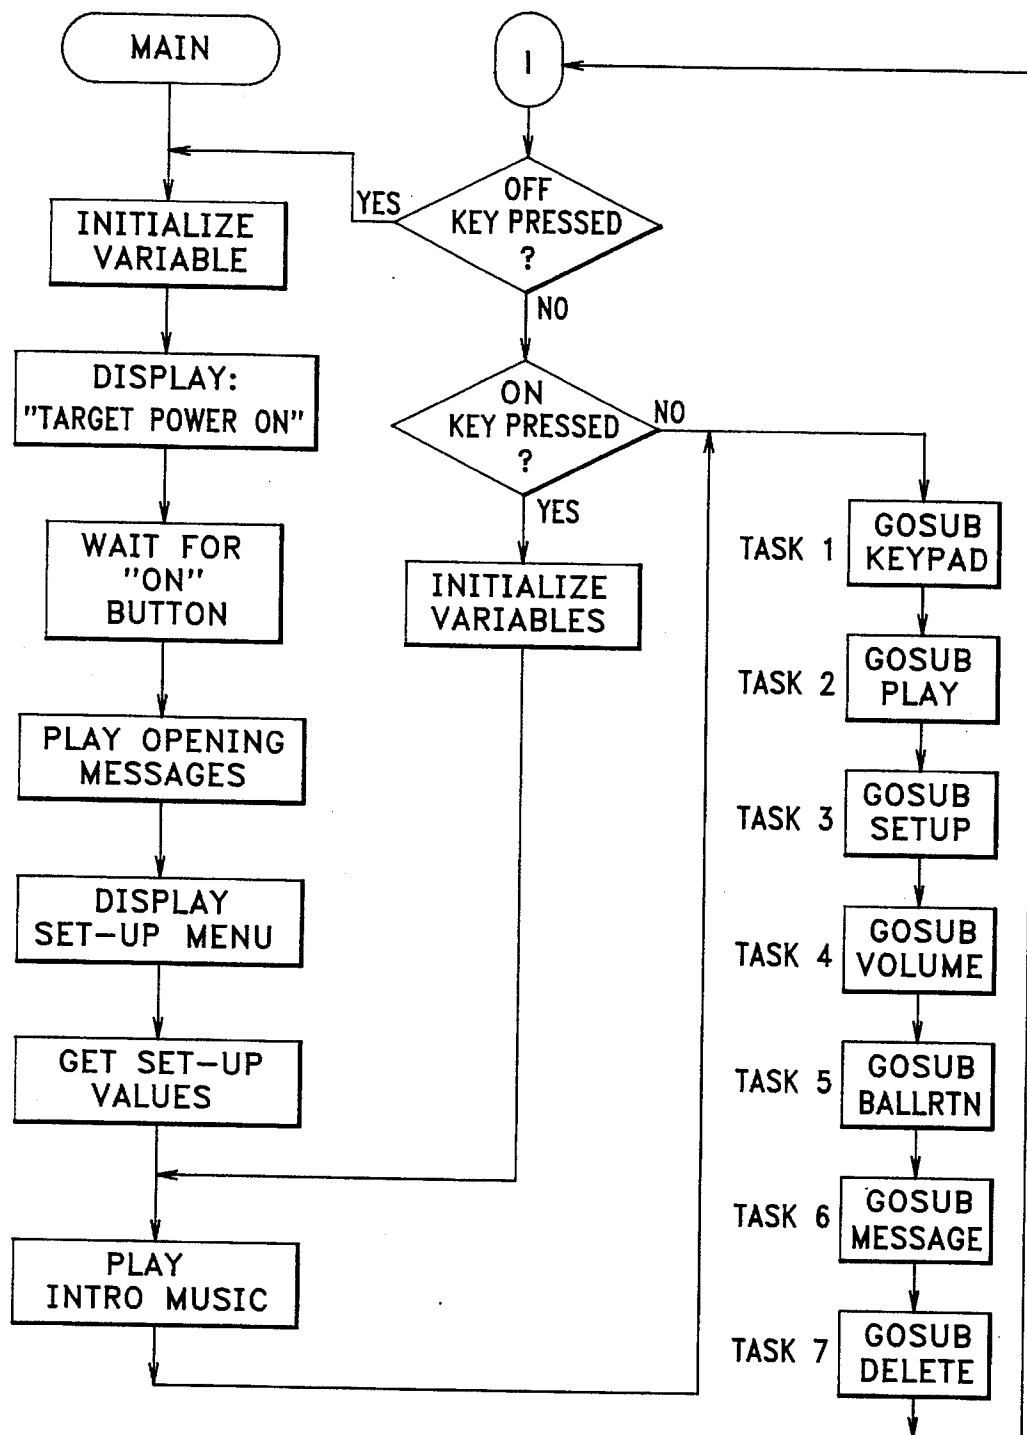 MAIN
INITIALIZE
VARIABLE
DISPLAY:
"TARGET POWER ON"
WAIT FOR
"ON"
BUTTON
PLAY OPENING
MESSAGES
DISPLAY
SET-UP MENU
GET SET-UP
VALUES
PLAY
INTRO MUSIC
1
OFF
KEY PRESSED
?
YES
NO
ON
KEY PRESSED
?
NO
YES
INITIALIZE
VARIABLES
TASK 1
GOSUB
KEYPAD
TASK 2
GOSUB
PLAY
TASK 3
GOSUB
SETUP
TASK 4
GOSUB
VOLUME
TASK 5
GOSUB
BALLRTN
TASK 6
GOSUB
MESSAGE
TASK 7
GOSUB
DELETE